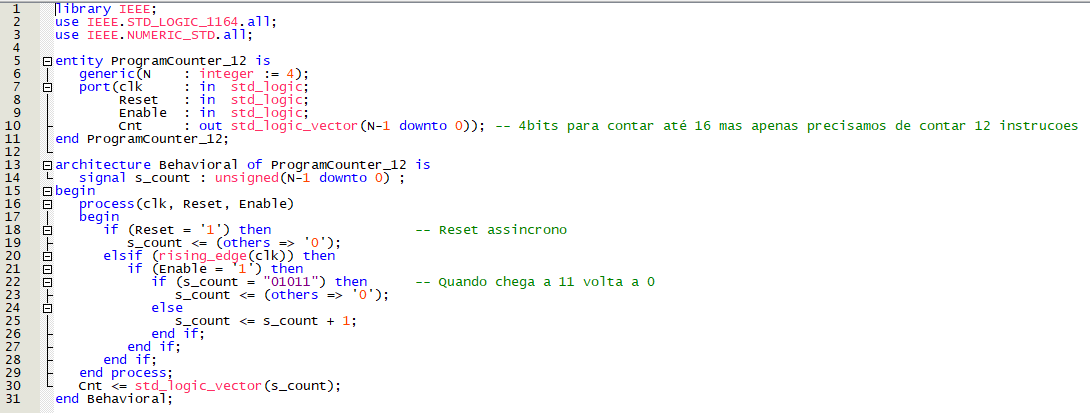 1 library IEEE;
2 use IEEE.STD_LOGIC_1164.all;
3 use IEEE.NUMERIC_STD.all;
4
5 entity ProgramCounter_12 is
6 generic(N : integer := 4);
7 port(clk : in std_logic;
8 Reset : in std_logic;
9 Enable : in std_logic;
10 Cnt : out std_logic_vector(N-1 downto 0)); -- 4bits para contar até 16 mas apenas precisamos de contar 12 instrucoes
11 end ProgramCounter_12;
12
13 architecture Behavioral of ProgramCounter_12 is
14 signal s_count : unsigned(N-1 downto 0) ;
15 begin
16 process(clk, Reset, Enable)
17 begin
18 if (Reset = '1') then -- Reset assincrono
19 s_count <= (others => '0');
20 elsif (rising_edge(clk)) then
21 if (Enable = '1') then
22 if (s_count = "01011") then -- Quando chega a 11 volta a 0
23 s_count <= (others => '0');
24 else
25 s_count <= s_count + 1;
26 end if;
27 end if;
28 end if;
29 end process;
30 Cnt <= std_logic_vector(s_count);
31 end Behavioral;